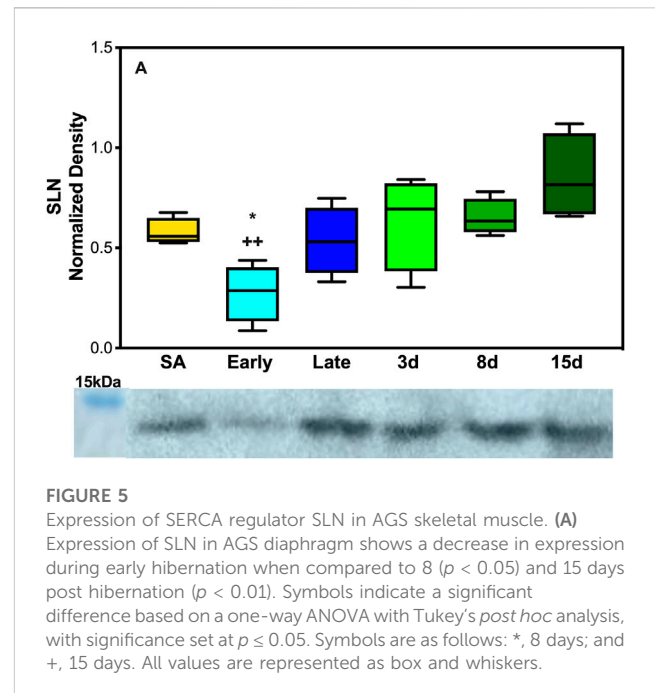 1.5
A
1.0
SLN
Normalized Density
*
++
0.5
0.0
SA Early Late 3d 8d 15d
15kDa
FIGURE 5
Expression of SERCA regulator SLN in AGS skeletal muscle. (A)
Expression of SLN in AGS diaphragm shows a decrease in expression
during early hibernation when compared to 8 (p < 0.05) and 15 days
post hibernation (p < 0.01). Symbols indicate a significant
difference based on a one-way ANOVA with Tukey's post hoc analysis,
with significance set at p ≤ 0.05. Symbols are as follows: *, 8 days; and
+, 15 days. All values are represented as box and whiskers.